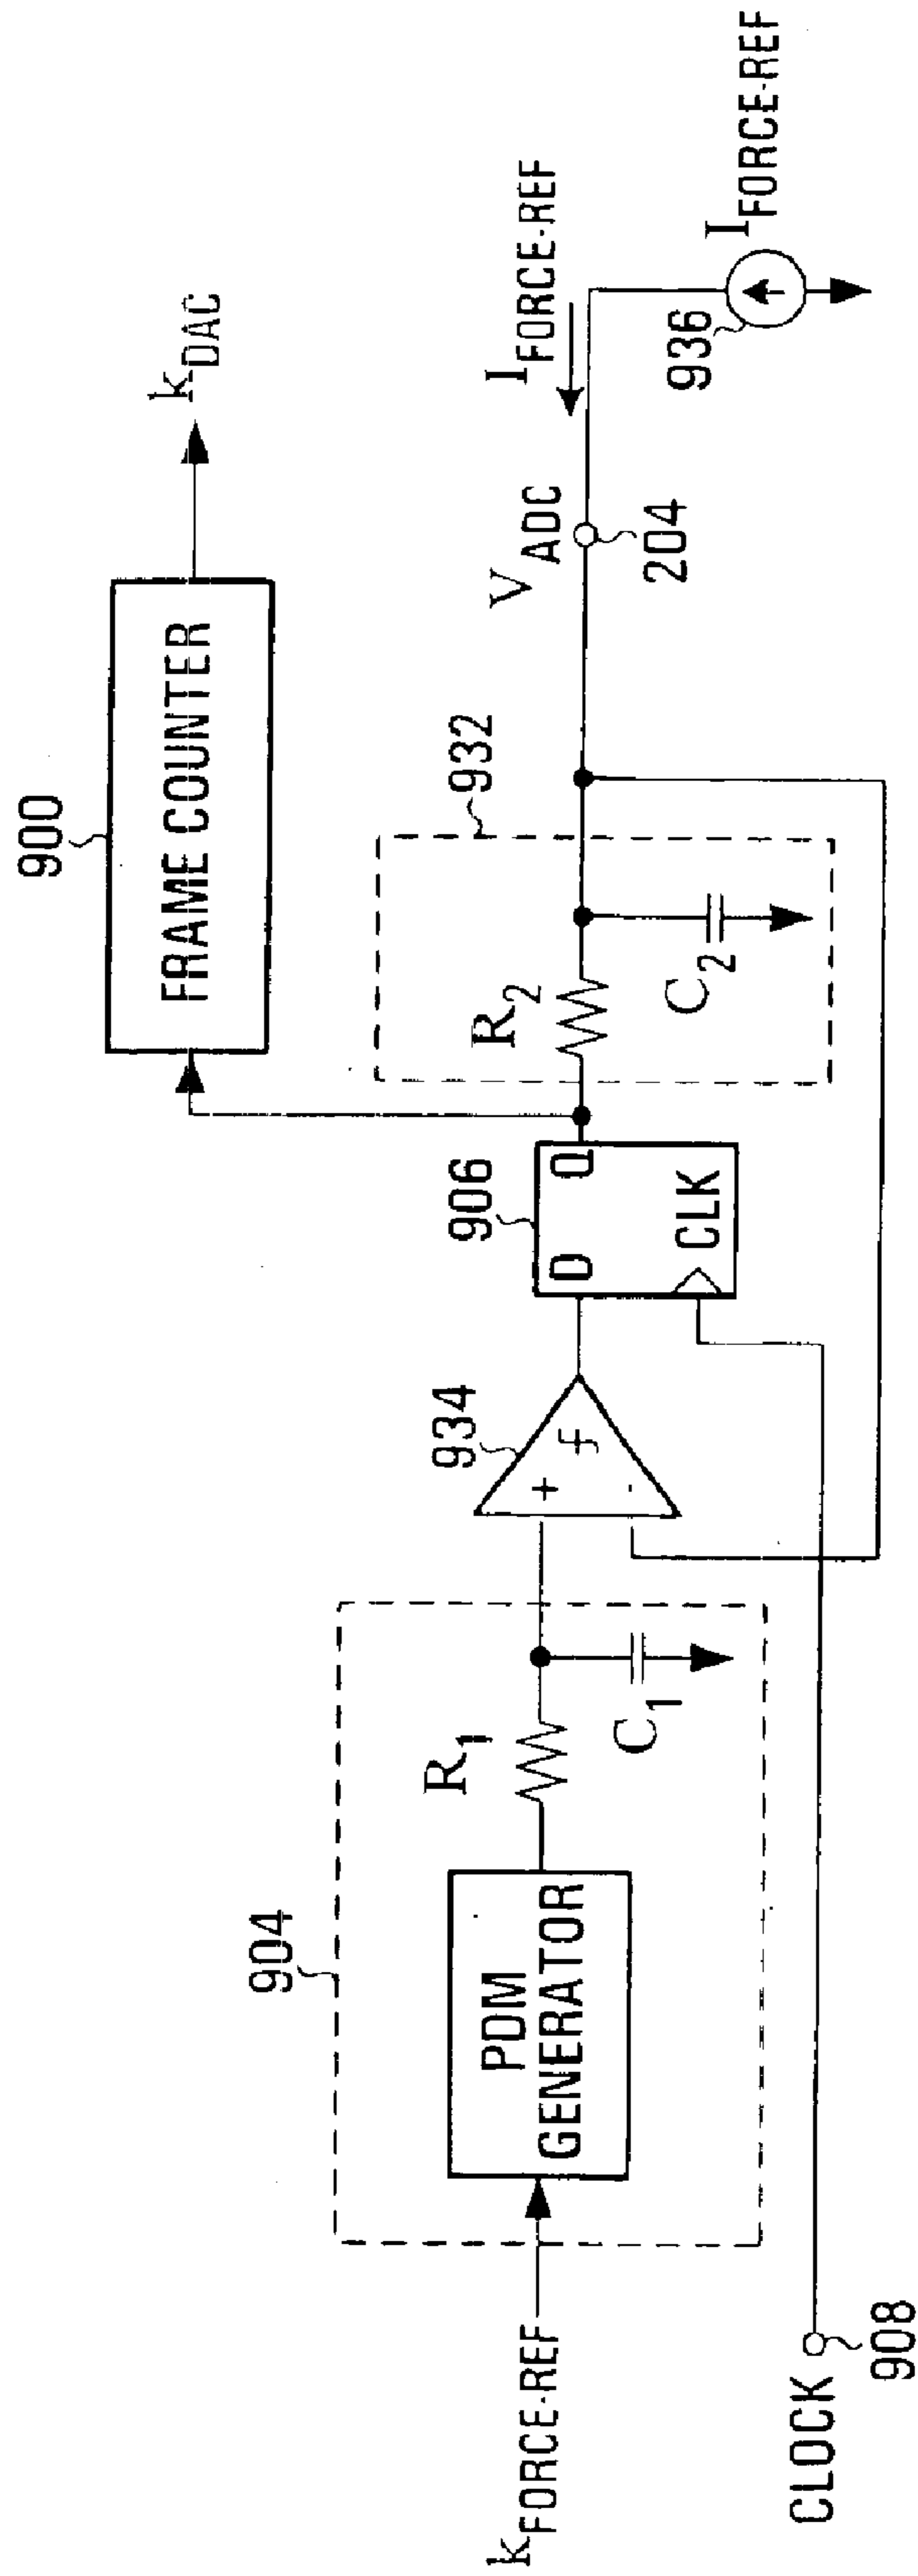 900
FRAME COUNTER
k_DAC
904
k_FORCE-REF
PDM
GENERATOR
R_1
C_1
934
+
-
f
906
D
Q
CLK
932
R_2
C_2
V_ADC
204
I_FORCE-REF
936
I_FORCE-REF
CLOCK
908